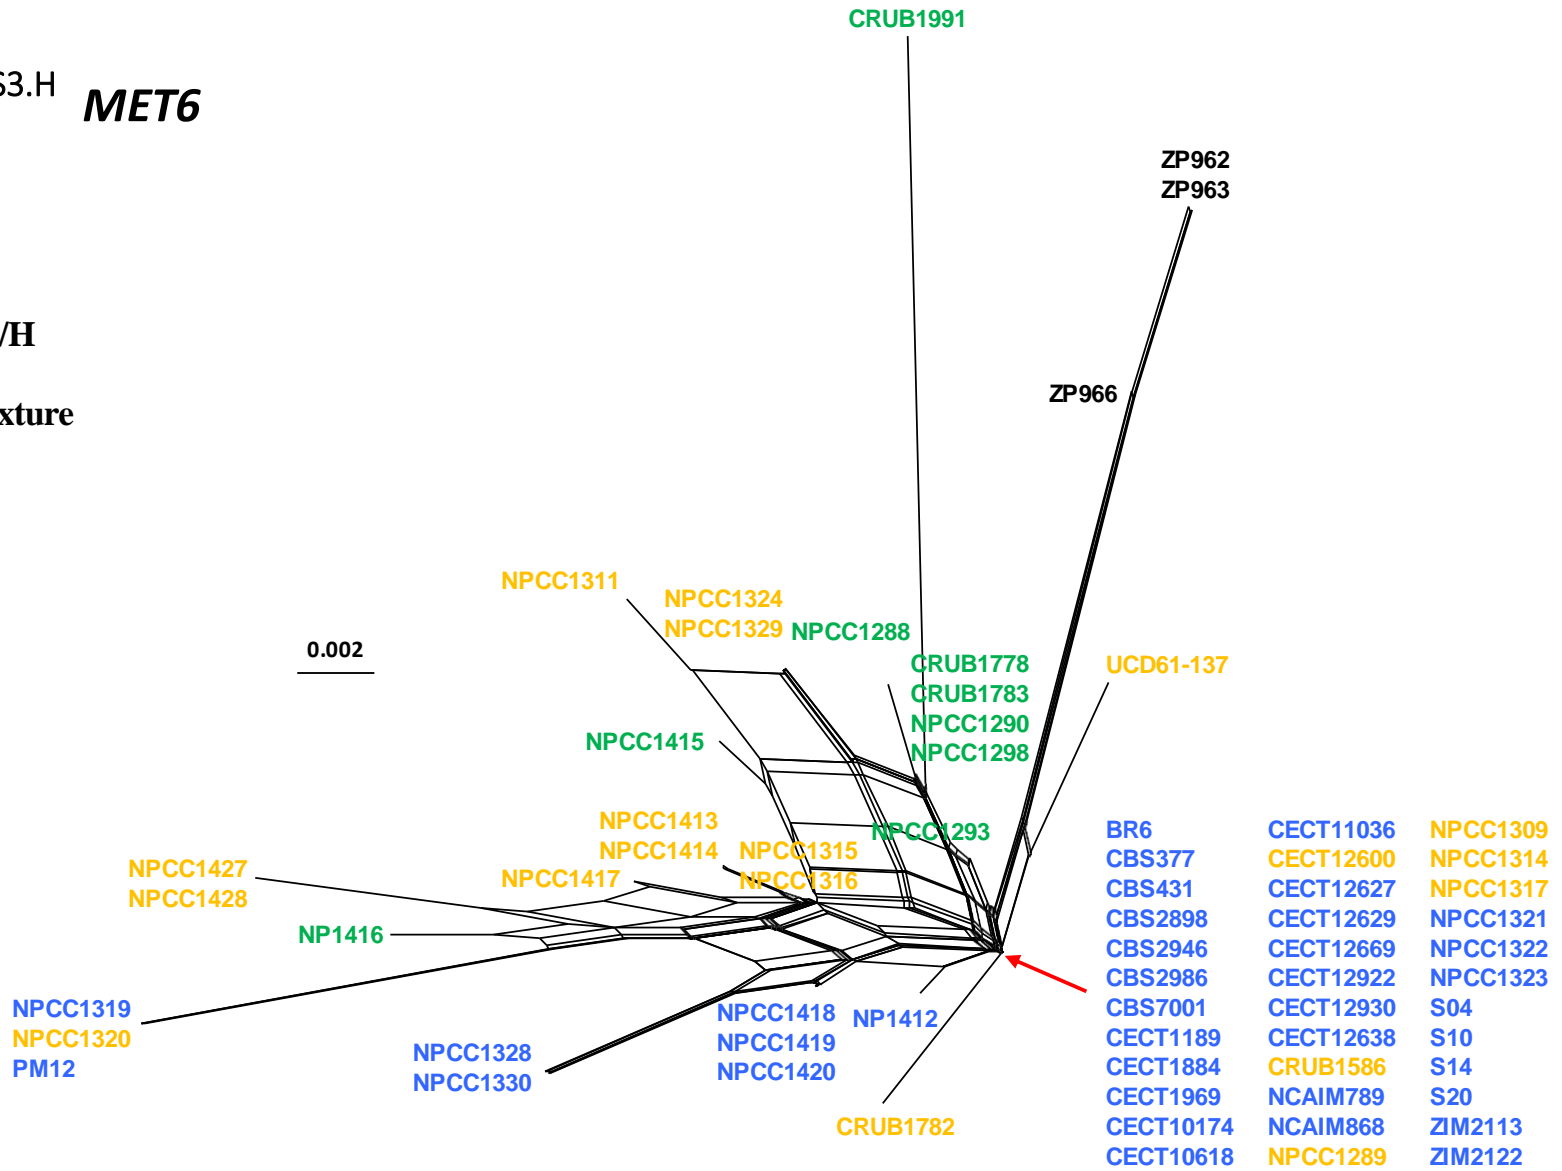 CRUB1991
S3.H
MET6
ZP962
ZP963
/H
ZP966
xture
NPCC1311
NPCC1324
NPCC1329
NPCC1288
0.002
CRUB1778
CRUB1783
NPCC1290
NPCC1298
UCD61-137
NPCC1415
NPCC1413
NPCC1414
NPCC1293
NPCC1315
NPCC1316
NPCC1427
NPCC1428
NPCC1417
NP1416
NPCC1319
NPCC1320
PM12
NPCC1328
NPCC1330
NPCC1418
NPCC1419
NPCC1420
NP1412
CRUB1782
BR6 CECT11036 NPCC1309
CBS377 CECT12600 NPCC1314
CBS431 CECT12627 NPCC1317
CBS2898 CECT12629 NPCC1321
CBS2946 CECT12669 NPCC1322
CBS2986 CECT12922 NPCC1323
CBS7001 CECT12930 S04
CECT1189 CECT12638 S10
CECT1884 CRUB1586 S14
CECT1969 NCAIM789 S20
CECT10174 NCAIM868 ZIM2113
CECT10618 NPCC1289 ZIM2122